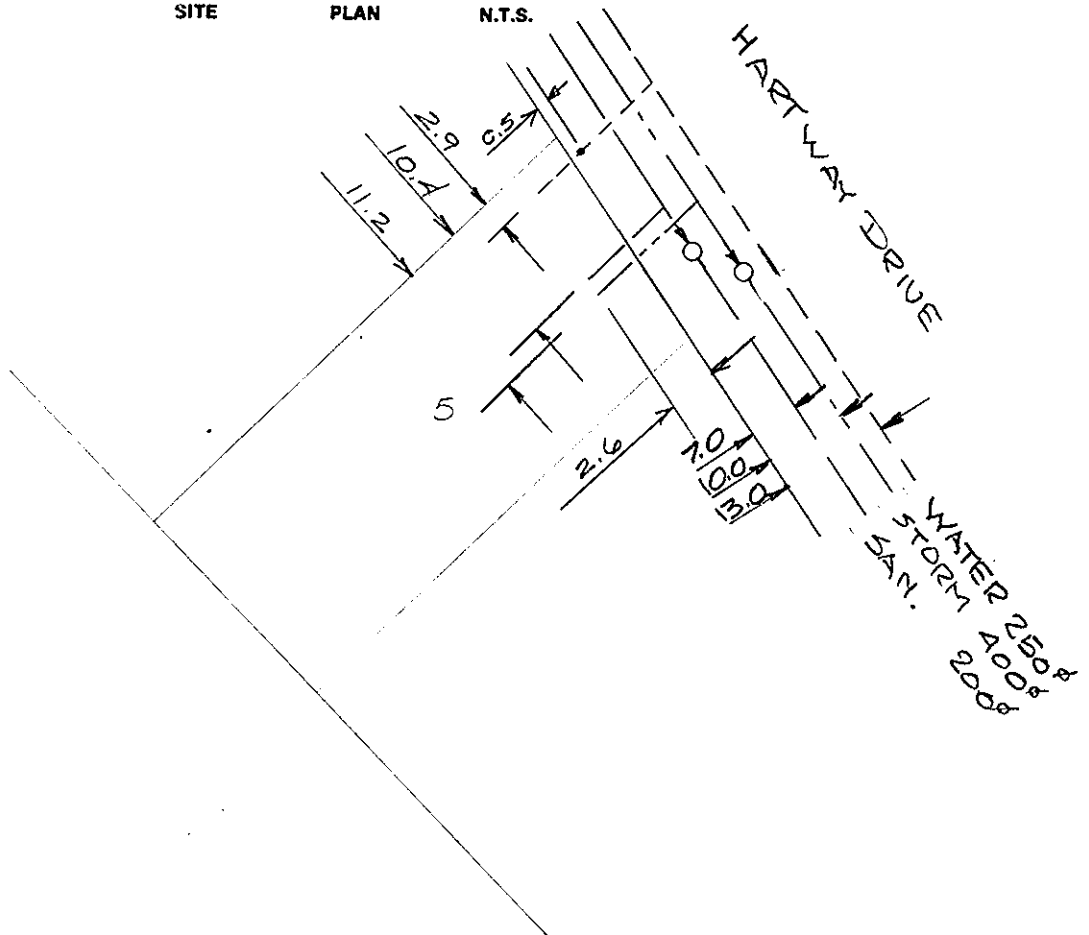 SITE PLAN N.T.S.
HARTWAY DRIVE
0.5
2.9
10.4
11.2
5
2.6
7.0
10.0
13.0
WATER 250ø
STORM 400ø
SAN. 200ø